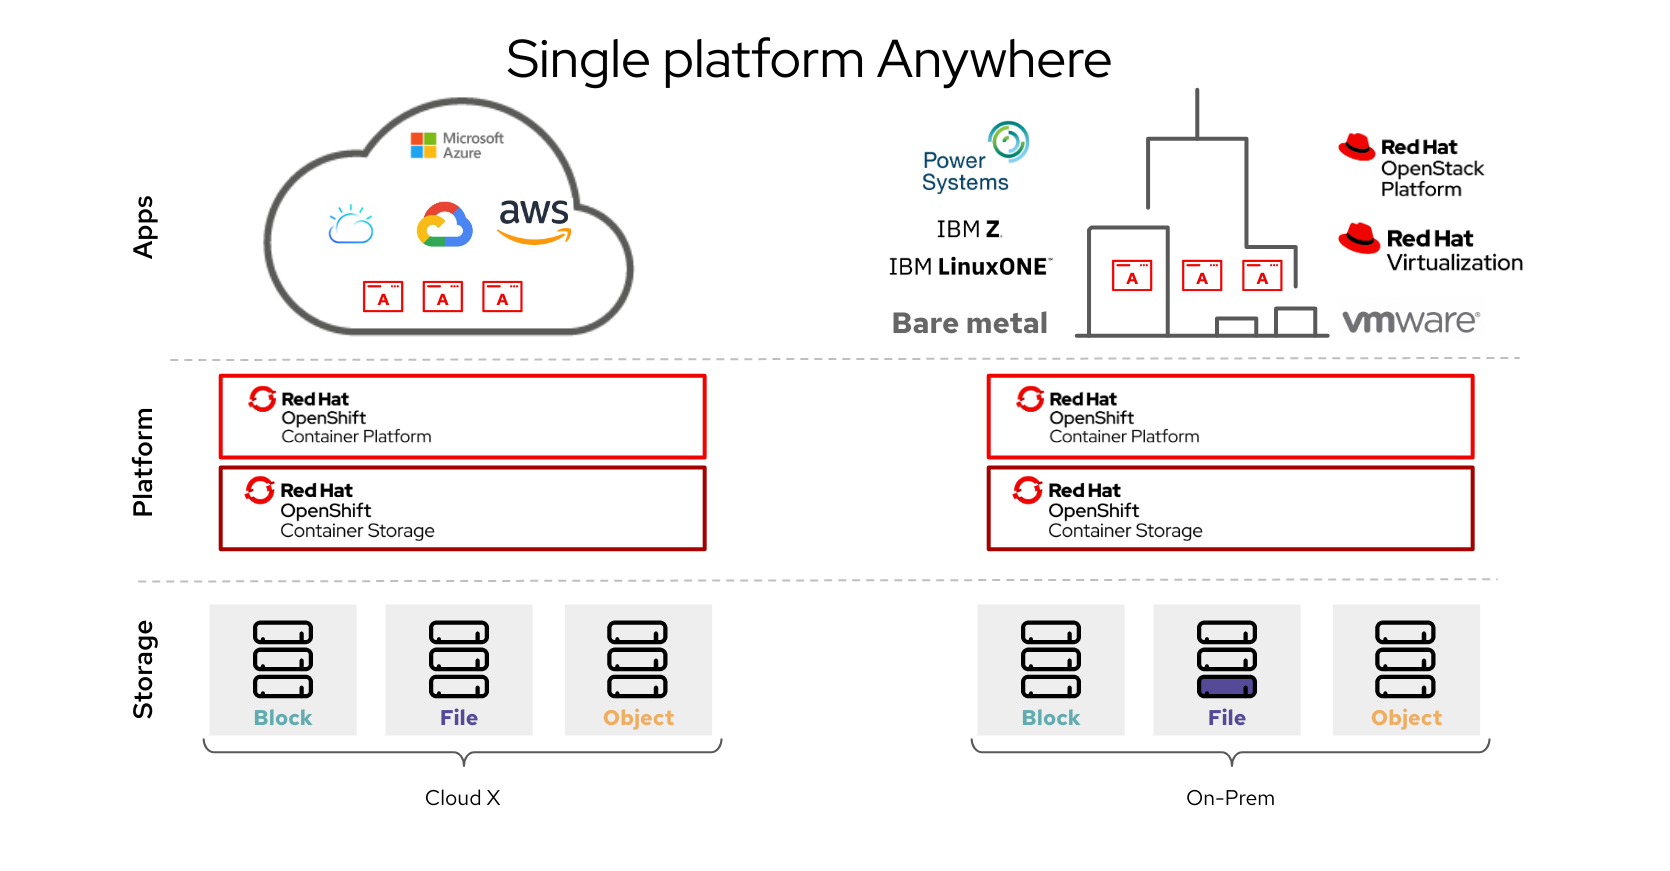 Single platform Anywhere
Apps
Microsoft
Azure
aws
A
A
A
Power
Systems
IBM Z
IBM LinuxONE™
Bare metal
A
A
A
Red Hat
OpenStack
Platform
Red Hat
Virtualization
vmware®
Platform
Red Hat
OpenShift
Container Platform
Red Hat
OpenShift
Container Storage
Red Hat
OpenShift
Container Platform
Red Hat
OpenShift
Container Storage
Storage
Block
File
Object
Block
File
Object
Cloud X
On-Prem